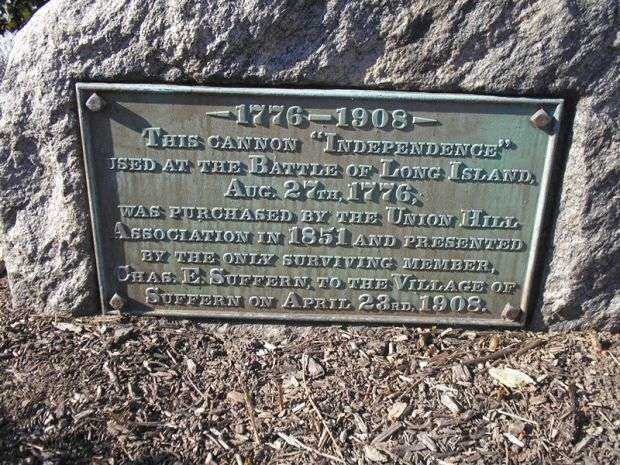 1776–1908
THIS CANNON "INDEPENDENCE"
USED AT THE BATTLE OF LONG ISLAND,
AUG. 27TH, 1776,
WAS PURCHASED BY THE UNION HILL
ASSOCIATION IN 1851 AND PRESENTED
BY THE ONLY SURVIVING MEMBER,
CHAS. E. SUFFERN, TO THE VILLAGE OF
SUFFERN ON APRIL 23RD, 1908.